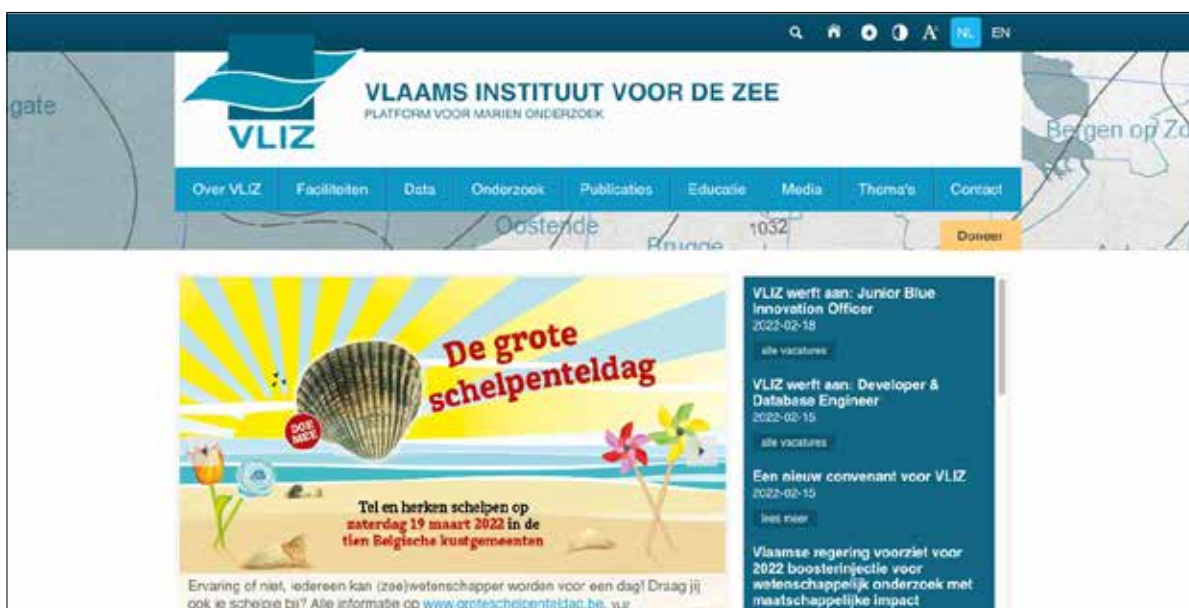 NL EN
VLIZ
VLAAMS INSTITUUT VOOR DE ZEE
PLATFORM VOOR MARIEN ONDERZOEK
gate
Bergen op Zo
Over VLIZ Faciliteiten Data Onderzoek Publicaties Educatie Media Thema's Contact
Oostende
Brugge
1032
Doneer
De grote
schelpenteldag
DOE
MEE
Tel en herken schelpen op
zaterdag 19 maart 2022 in de
tien Belgische kustgemeenten
Ervaring of niet, iedereen kan (zee)wetenschapper worden voor een dag! Draag jij
ook je schelpje bij? Alle informatie op www.groteschelpenteldag.be, vur
VLIZ werft aan: Junior Blue
Innovation Officer
2022-02-18
alle vacatures
VLIZ werft aan: Developer &
Database Engineer
2022-02-15
alle vacatures
Een nieuw convenant voor VLIZ
2022-02-15
lees meer
Vlaamse regering voorziet voor
2022 boosterinjectie voor
wetenschappelijk onderzoek met
maatschappelijke impact